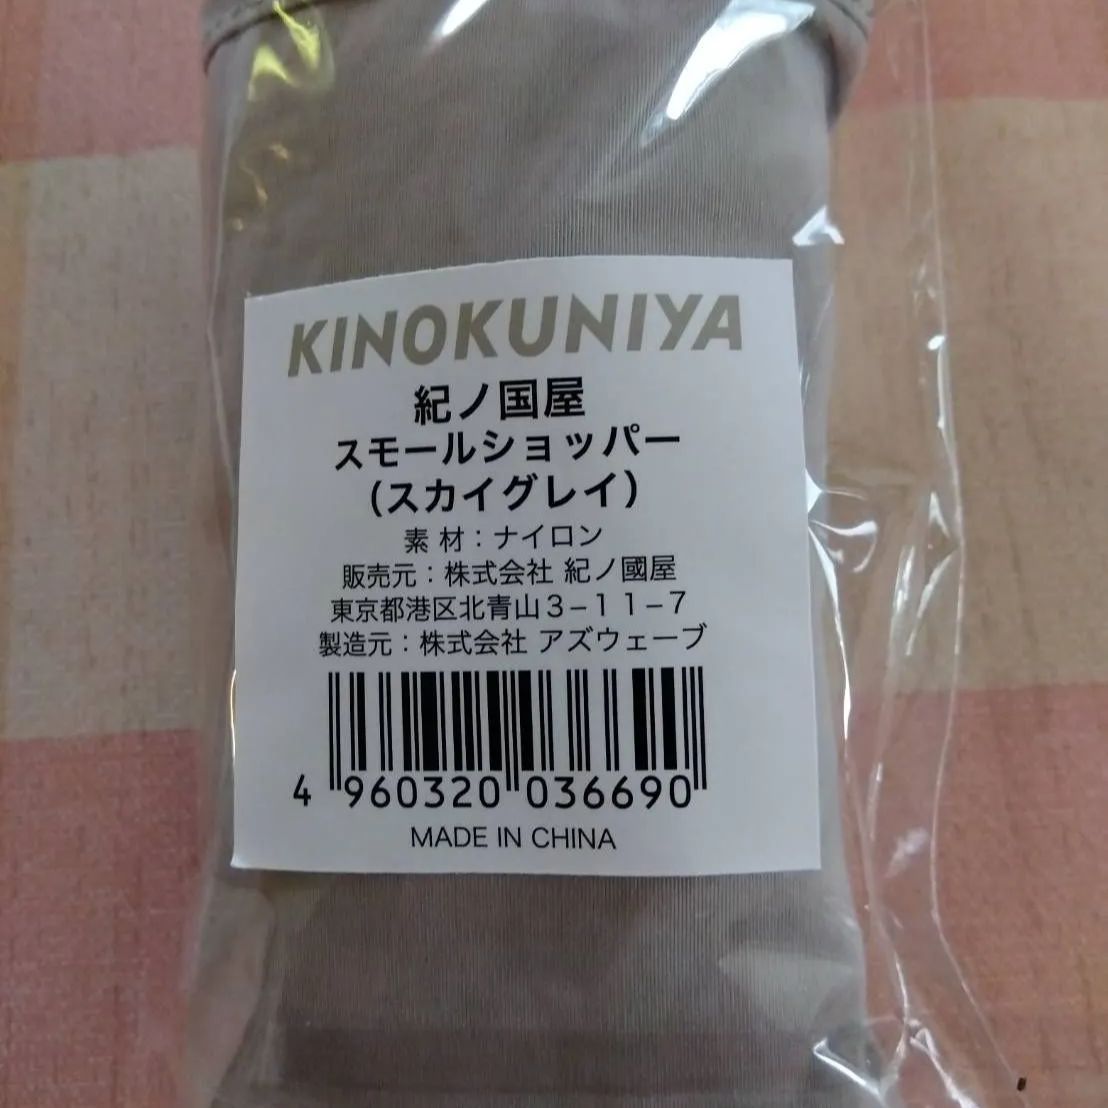 KINOKUNIYA
紀ノ国屋
スモールショッパー
（スカイグレイ）
素 材：ナイロン
販売元：株式会社 紀ノ國屋
東京都港区北青山３−１１−７
製造元：株式会社 アズウェーブ
4 960320 036690
MADE IN CHINA